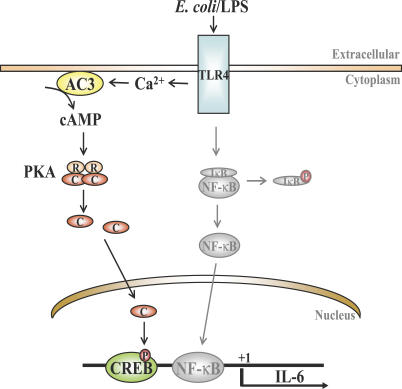 E. coli/LPS
Extracellular
TLR4
Cytoplasm
AC3
Ca2+
cAMP
PKA
R R
C C
IκB
NF-κB
IκB
P
C
C
NF-κB
C
Nucleus
P
CREB
NF-κB
+1
IL-6